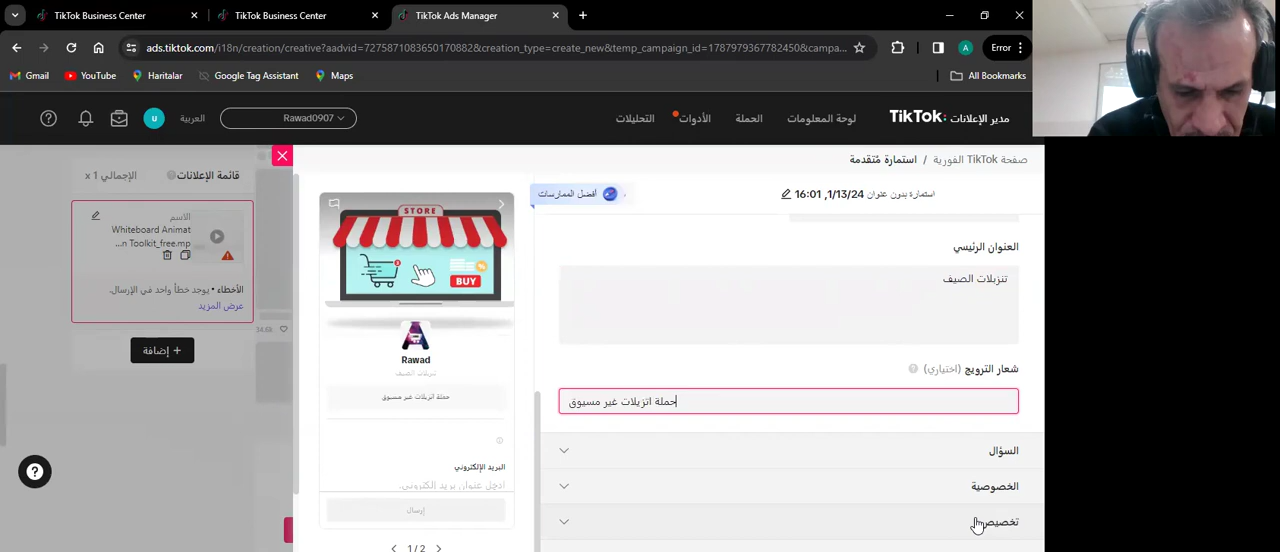 TikTok Business Center
TikTok Business Center
TikTok Ads Manager
ads.tiktok.com/i18n/creation/creative?aadvid=7275871083650170882&creation_type=create_new&temp_campaign_id=1787979367782450&campa...
A
Error
Gmail
YouTube
Haritalar
Google Tag Assistant
Maps
All Bookmarks
TikTok: مدير الإعلانات
لوحة المعلومات
الحملة
الأدوات
التحليلات
Rawad0907
العربية
U
صفحة TikTok الفورية / استمارة مُتقدمة
قائمة الإعلانات
الإجمالي 1 x
استمارة بدون عنوان 1/13/24, 16:01
أفضل الممارسات
الاسم
Whiteboard Animat
...n Toolkit_free.mp
الأخطاء • يوجد خطأ واحد في الإرسال.
عرض المزيد
+ إضافة
34.6k
STORE
BUY
Rawad
تنزبلات الصيف
حملة اتزيلات غير مسبوق
البريد الإلكتروني
ادخل عنوان بريد إلكتروني.
إرسال
1 / 2
العنوان الرئيسي
تنزبلات الصيف
شعار الترويج (اختياري)
حملة اتزيلات غير مسبوق
السؤال
الخصوصية
تخصيص